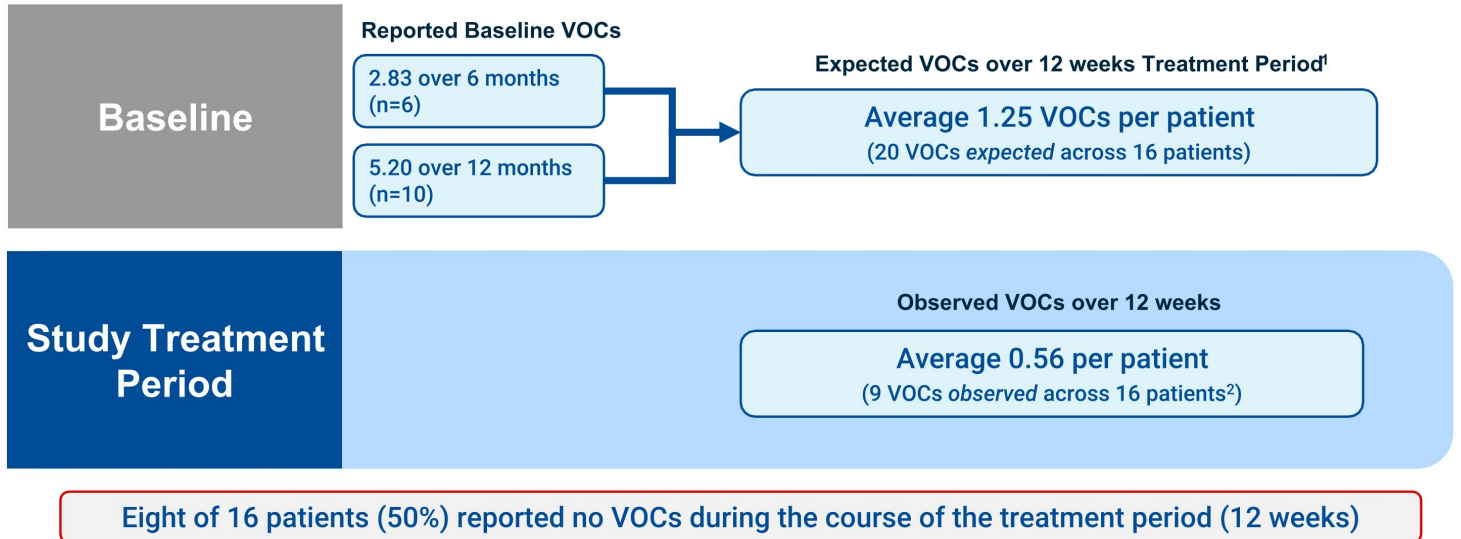 Baseline
Reported Baseline VOCs
2.83 over 6 months
(n=6)
5.20 over 12 months
(n=10)
Expected VOCs over 12 weeks Treatment Period¹
Average 1.25 VOCs per patient
(20 VOCs expected across 16 patients)
Study Treatment
Period
Observed VOCs over 12 weeks
Average 0.56 per patient
(9 VOCs observed across 16 patients²)
Eight of 16 patients (50%) reported no VOCs during the course of the treatment period (12 weeks)